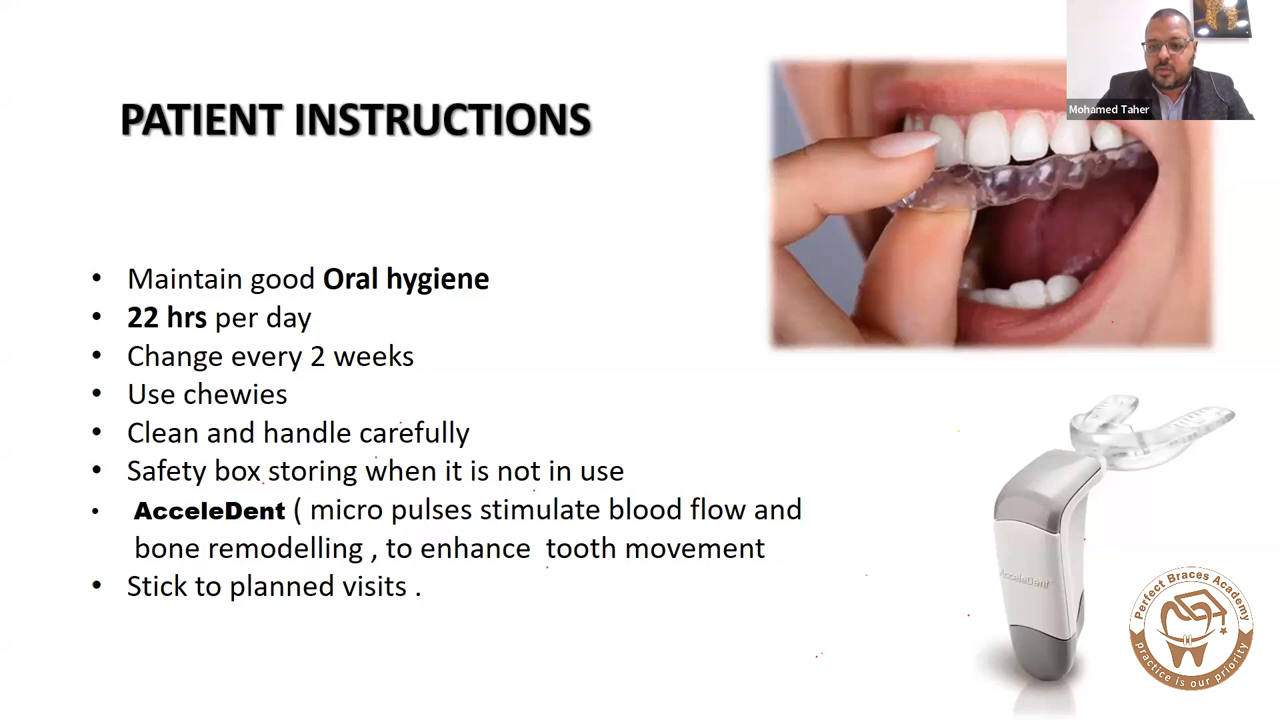 Mohamed Taher
PATIENT INSTRUCTIONS
• Maintain good Oral hygiene
• 22 hrs per day
• Change every 2 weeks
• Use chewies
• Clean and handle carefully
• Safety box storing when it is not in use
• AcceleDent ( micro pulses stimulate blood flow and
bone remodelling , to enhance tooth movement
• Stick to planned visits .
AcceleDent
Perfect Braces Academy
practice is our priority